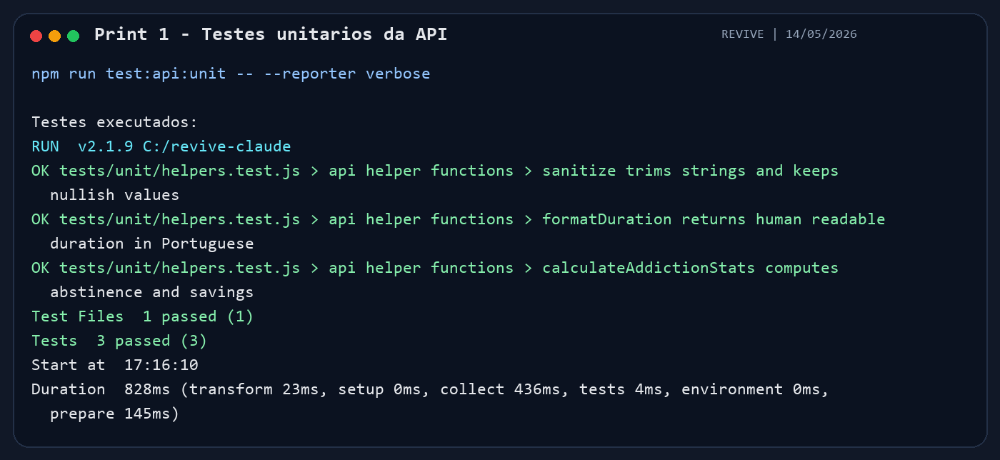 Print 1 - Testes unitarios da API
REVIVE | 14/05/2026
npm run test:api:unit -- --reporter verbose
Testes executados:
RUN  v2.1.9 C:/revive-claude
OK tests/unit/helpers.test.js > api helper functions > sanitize trims strings and keeps
nullish values
OK tests/unit/helpers.test.js > api helper functions > formatDuration returns human readable
duration in Portuguese
OK tests/unit/helpers.test.js > api helper functions > calculateAddictionStats computes
abstinence and savings
Test Files  1 passed (1)
Tests  3 passed (3)
Start at  17:16:10
Duration  828ms (transform 23ms, setup 0ms, collect 436ms, tests 4ms, environment 0ms,
prepare 145ms)